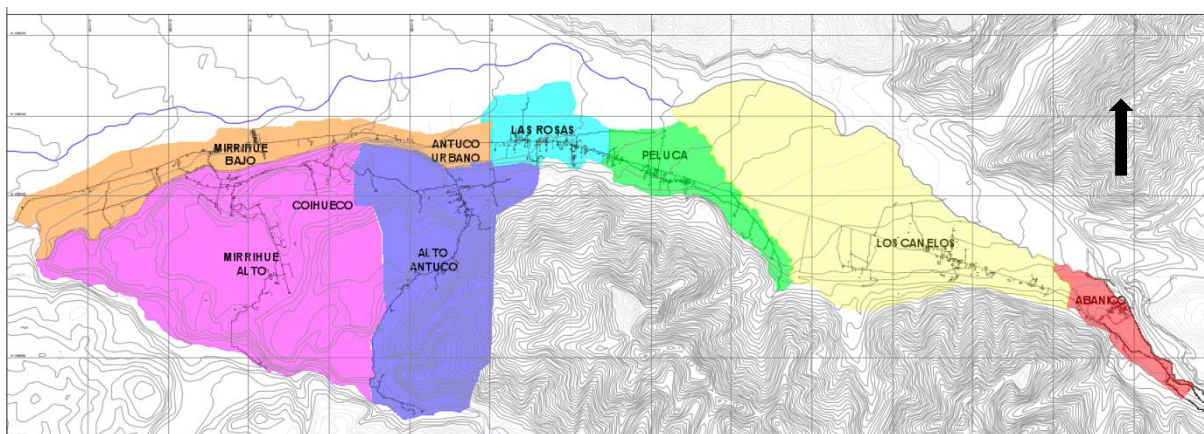 MIRRIHUE
BAJO
ANTUCO
URBANO
LAS ROSAS
PELUCA
COIHUECO
MIRRIHUE
ALTO
ALTO
ANTUCO
LOS CANELOS
ABANICO